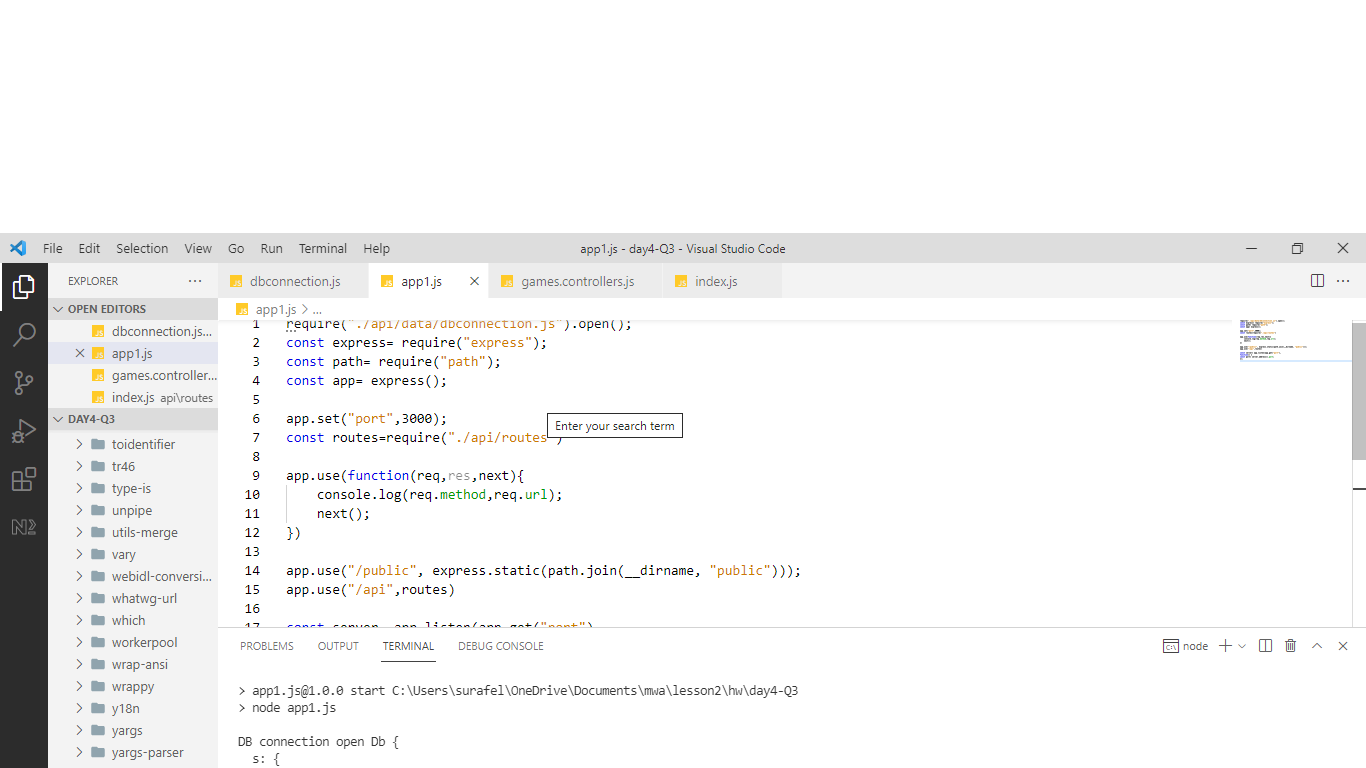 File Edit Selection View Go Run Terminal Help
app1.js - day4-Q3 - Visual Studio Code
EXPLORER
OPEN EDITORS
dbconnection.js...
app1.js
games.controller...
index.js api\routes
DAY4-Q3
toidentifier
tr46
type-is
unpipe
utils-merge
vary
webidl-conversi...
whatwg-url
which
workerpool
wrap-ansi
wrappy
y18n
yargs
yargs-parser
dbconnection.js app1.js games.controllers.js index.js
app1.js > ...
1 require("./api/data/dbconnection.js").open();
2 const express= require("express");
3 const path= require("path");
4 const app= express();
5
6 app.set("port",3000);
7 const routes=require("./api/routes")
Enter your search term
8
9 app.use(function(req,res,next){
10 console.log(req.method,req.url);
11 next();
12 })
13
14 app.use("/public", express.static(path.join(__dirname, "public")));
15 app.use("/api",routes)
16
17 const server= app.listen(app.get("port"),
PROBLEMS OUTPUT TERMINAL DEBUG CONSOLE
node
> app1.js@1.0.0 start C:\Users\surafel\OneDrive\Documents\mwa\lesson2\hw\day4-Q3
> node app1.js
DB connection open Db {
s: {